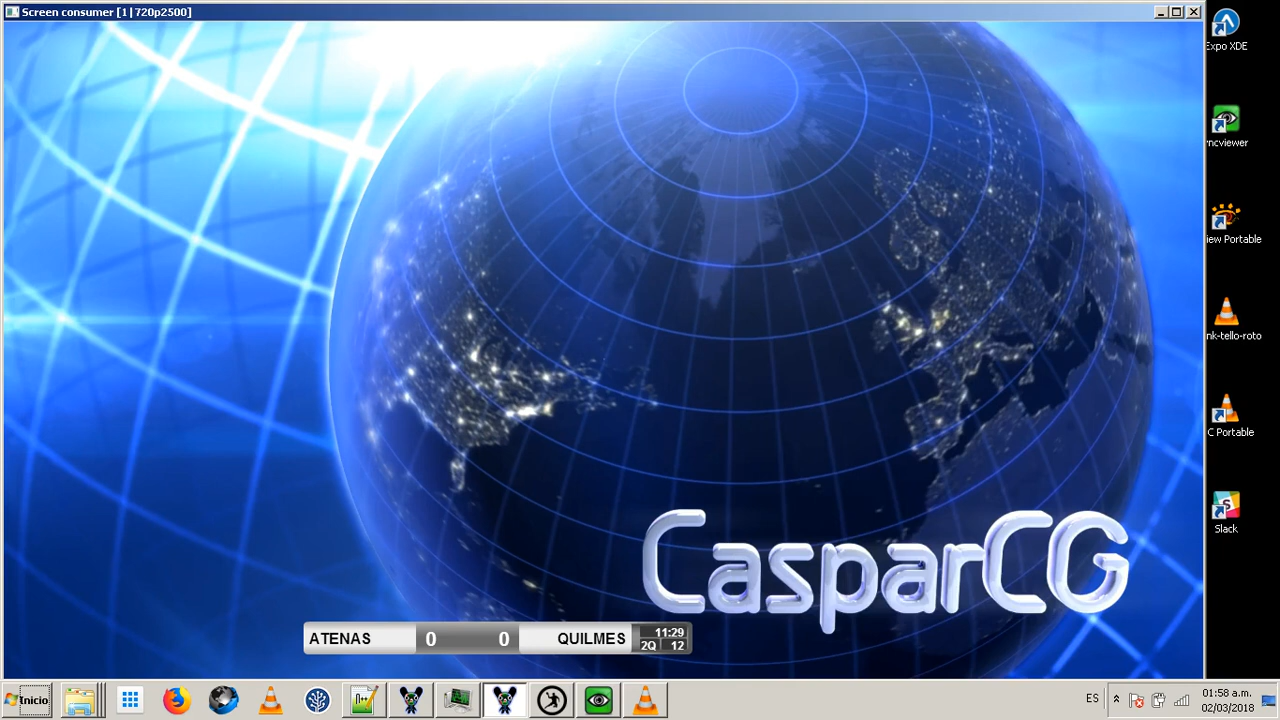 Screen consumer [1|720p2500]
Expo XDE
vncviewer
iew Portable
nk-tello-roto
C Portable
Slack
CasparCG
ATENAS 0 0 QUILMES 11:29
2Q 12
Inicio
ES
01:58 a.m.
02/03/2018